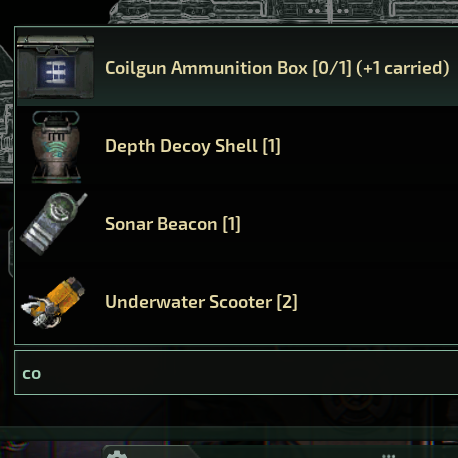 Coilgun Ammunition Box [0/1] (+1 carried)
Depth Decoy Shell [1]
Sonar Beacon [1]
Underwater Scooter [2]
co